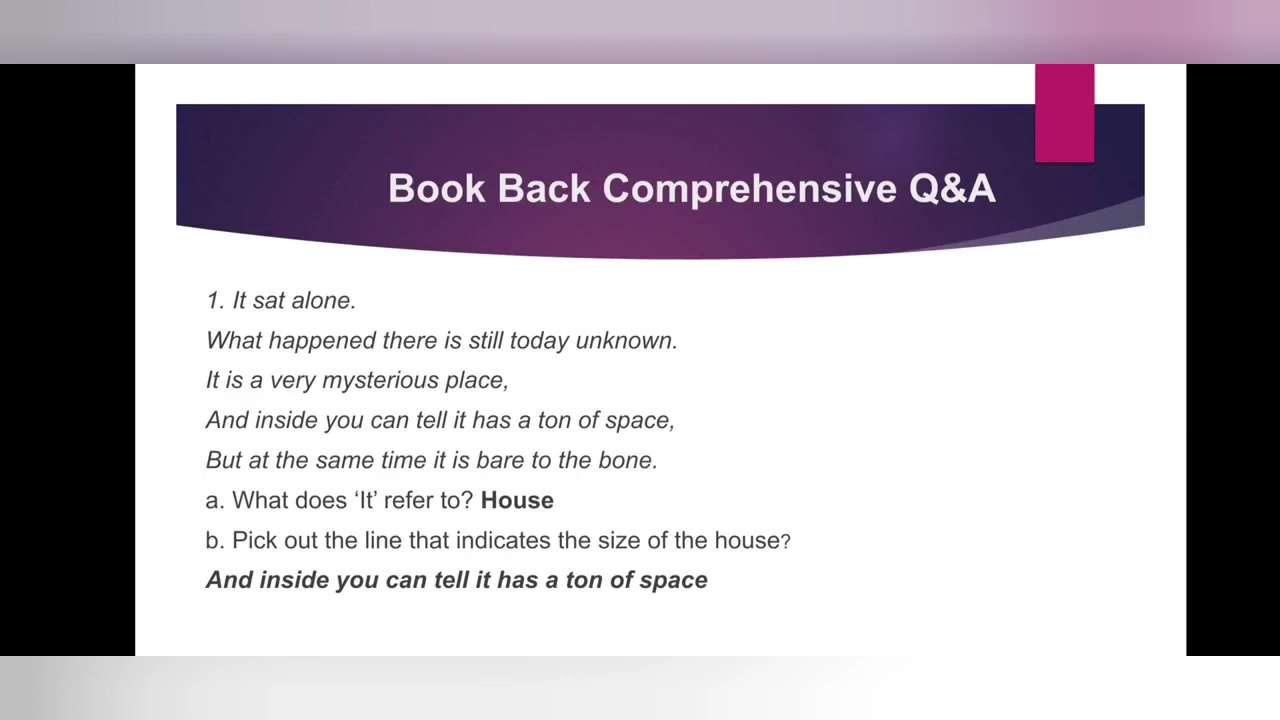 Book Back Comprehensive Q&A
1. It sat alone.
What happened there is still today unknown.
It is a very mysterious place,
And inside you can tell it has a ton of space,
But at the same time it is bare to the bone.
a. What does ‘It’ refer to? House
b. Pick out the line that indicates the size of the house?
And inside you can tell it has a ton of space